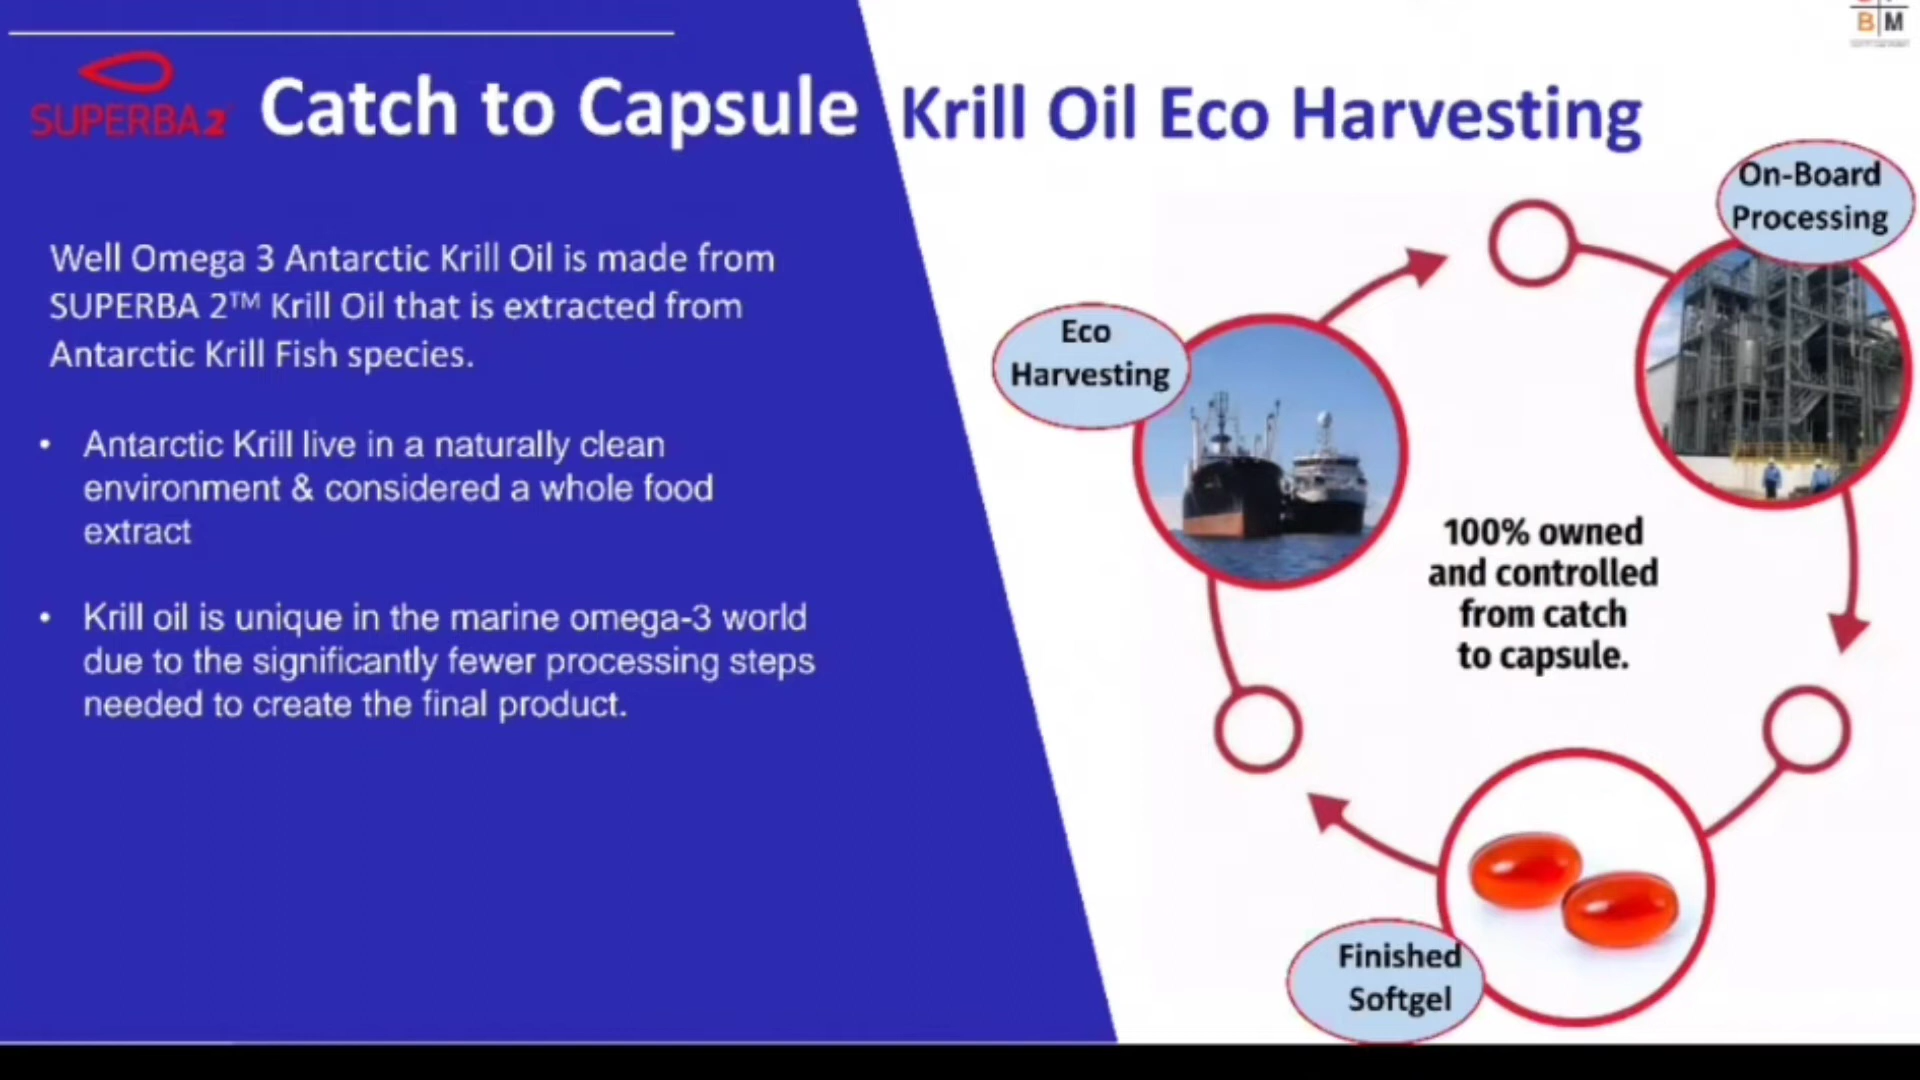 B M
SUPERBA2
Catch to Capsule Krill Oil Eco Harvesting
Well Omega 3 Antarctic Krill Oil is made from
SUPERBA 2™ Krill Oil that is extracted from
Antarctic Krill Fish species.
• Antarctic Krill live in a naturally clean
environment & considered a whole food
extract
• Krill oil is unique in the marine omega-3 world
due to the significantly fewer processing steps
needed to create the final product.
On-Board
Processing
Eco
Harvesting
100% owned
and controlled
from catch
to capsule.
Finished
Softgel